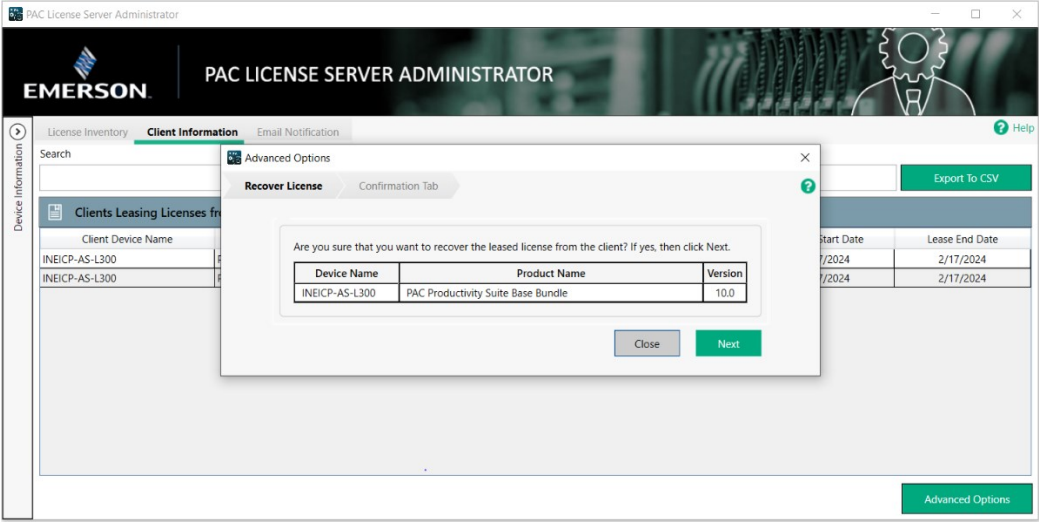 PAC License Server Administrator
EMERSON
PAC LICENSE SERVER ADMINISTRATOR
License Inventory Client Information Email Notification
Help
Device Information
Search
Export To CSV
Clients Leasing Licenses
Client Device Name Start Date Lease End Date
INEICP-AS-L300 /2024 2/17/2024
INEICP-AS-L300 /2024 2/17/2024
Advanced Options
Recover License Confirmation Tab
Are you sure that you want to recover the leased license from the client? If yes, then click Next.
Device Name Product Name Version
INEICP-AS-L300 PAC Productivity Suite Base Bundle 10.0
Close Next
Advanced Options